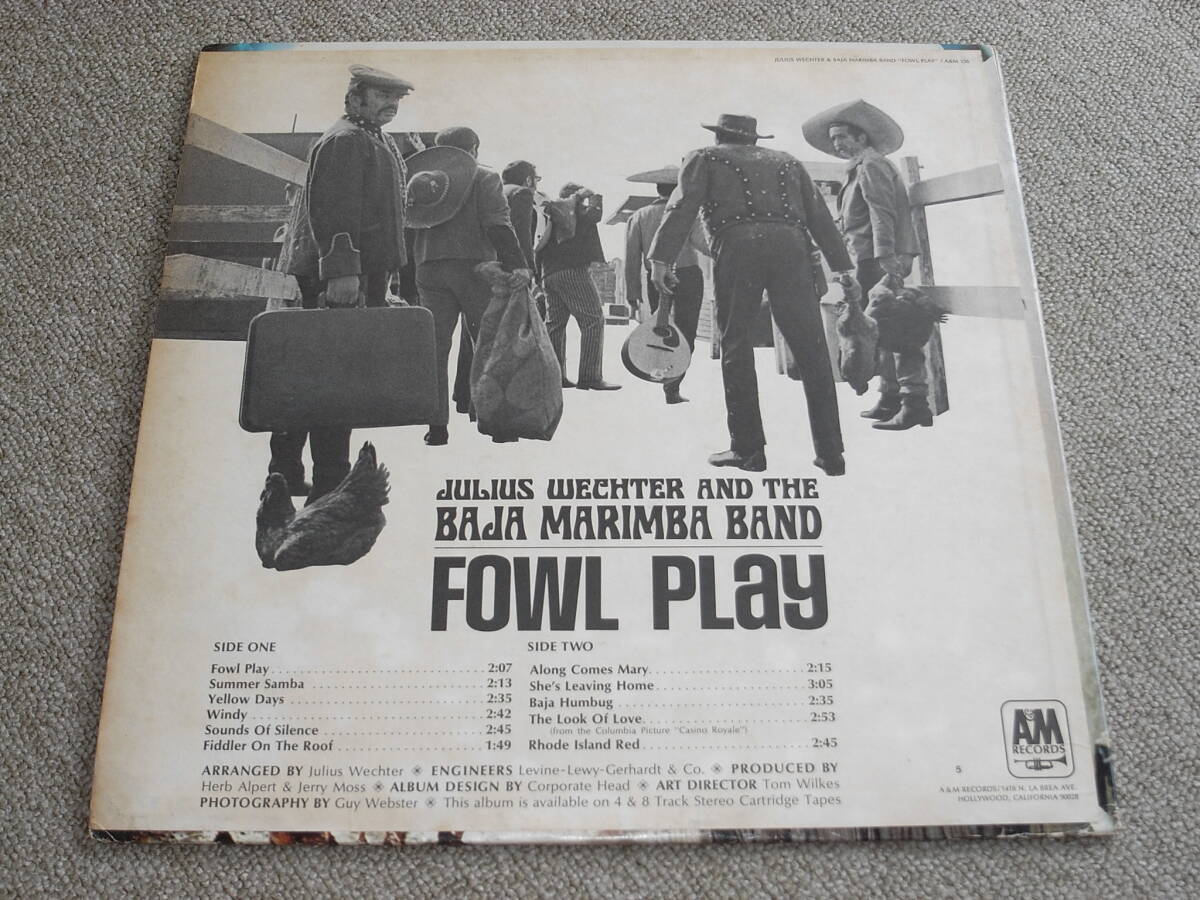 JULIUS WECHTER & BAJA MARIMBA BAND "FOWL PLAY" / A&M 136
JULIUS WECHTER AND THE
BAJA MARIMBA BAND
FOWL PLAY
SIDE ONE
Fowl Play 2:07
Summer Samba 2:13
Yellow Days 2:35
Windy 2:42
Sounds Of Silence 2:45
Fiddler On The Roof 1:49
SIDE TWO
Along Comes Mary 2:15
She's Leaving Home 3:05
Baja Humbug 2:35
The Look Of Love 2:53
(from the Columbia Picture "Casino Royale")
Rhode Island Red 2:45
ARRANGED BY Julius Wechter ✳ ENGINEERS Levine-Lewy-Gerhardt & Co. ✳ PRODUCED BY
Herb Alpert & Jerry Moss ✳ ALBUM DESIGN BY Corporate Head ✳ ART DIRECTOR Tom Wilkes
PHOTOGRAPHY BY Guy Webster ✳ This album is available on 4 & 8 Track Stereo Cartridge Tapes
A&M
RECORDS
5
A & M RECORDS/1416 N. LA BREA AVE.
HOLLYWOOD, CALIFORNIA 90028